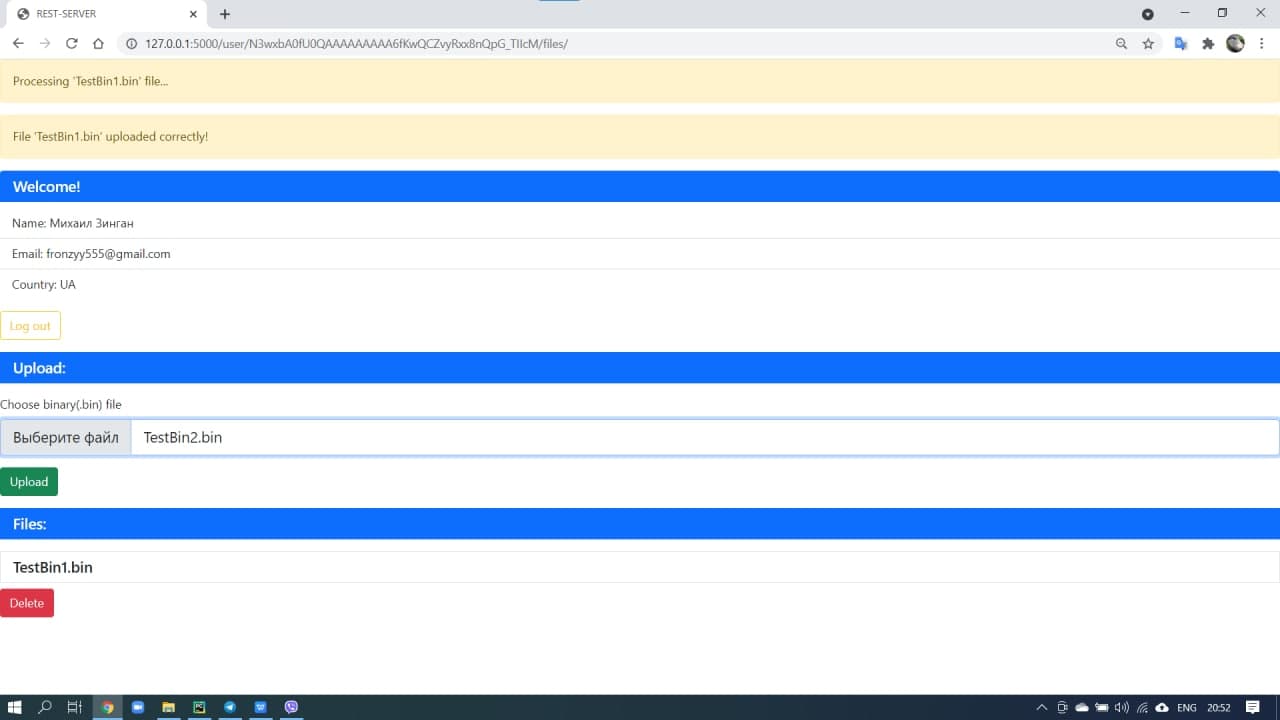 REST-SERVER
127.0.0.1:5000/user/N3wxbA0fU0QAAAAAAAAA6fKwQCZvyRxx8nQpG_TIIcM/files/
Processing 'TestBin1.bin' file...
File 'TestBin1.bin' uploaded correctly!
Welcome!
Name: Михаил Зинган
Email: fronzyy555@gmail.com
Country: UA
Log out
Upload:
Choose binary(.bin) file
Выберите файл TestBin2.bin
Upload
Files:
TestBin1.bin
Delete
ENG 20:52